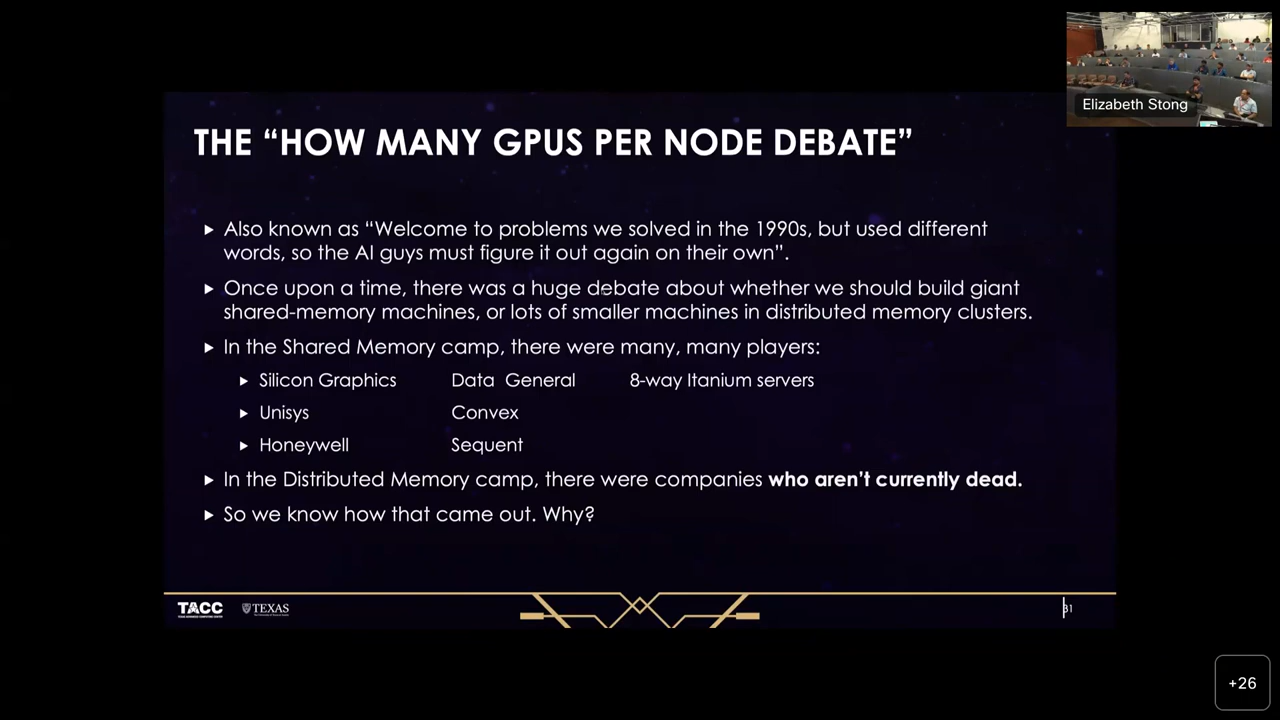 Elizabeth Stong
THE “HOW MANY GPUS PER NODE DEBATE”
Also known as “Welcome to problems we solved in the 1990s, but used different
words, so the AI guys must figure it out again on their own”.
Once upon a time, there was a huge debate about whether we should build giant
shared-memory machines, or lots of smaller machines in distributed memory clusters.
In the Shared Memory camp, there were many, many players:
Silicon Graphics Data General 8-way Itanium servers
Unisys Convex
Honeywell Sequent
In the Distributed Memory camp, there were companies who aren’t currently dead.
So we know how that came out. Why?
TACC
TEXAS
31
+26